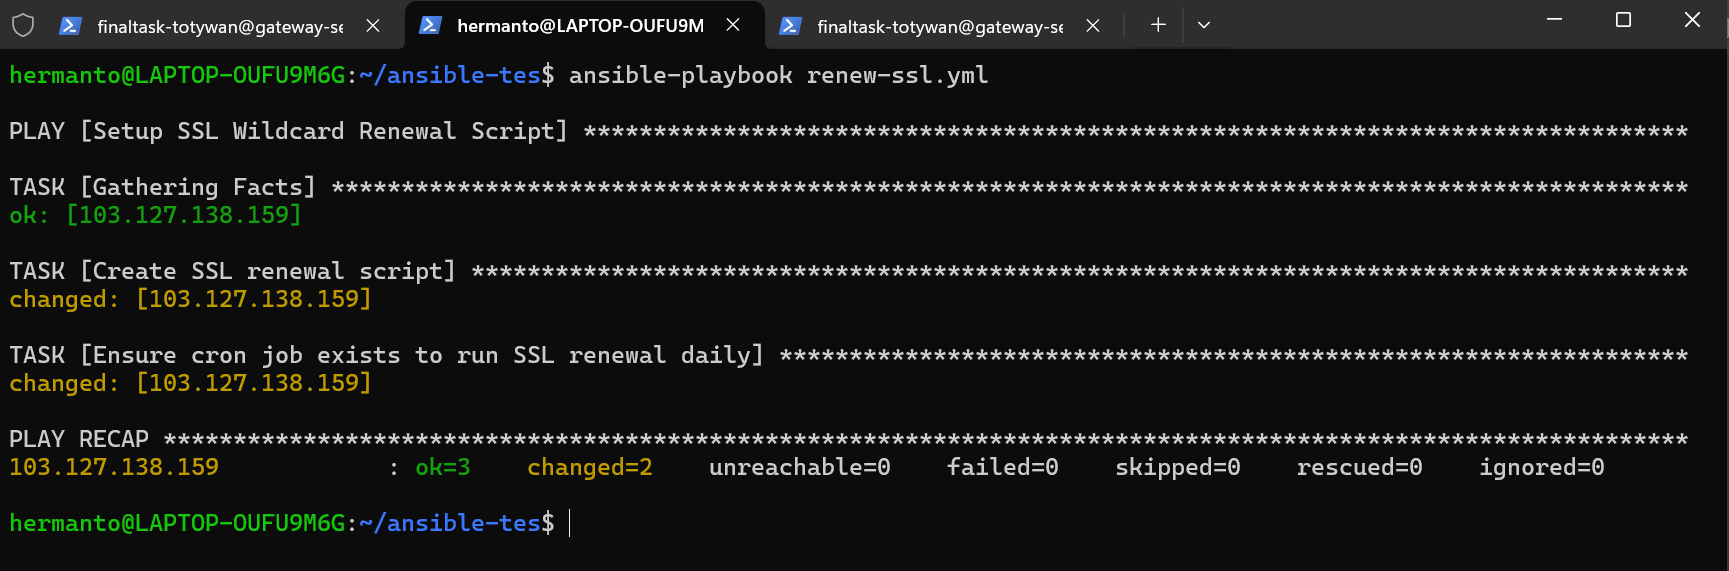 finaltask-totywan@gateway-se
hermanto@LAPTOP-OUFU9M
finaltask-totywan@gateway-se
hermanto@LAPTOP-OUFU9M6G:~/ansible-tes$ ansible-playbook renew-ssl.yml
PLAY [Setup SSL Wildcard Renewal Script] *******************************************************************************
TASK [Gathering Facts] *************************************************************************************************
ok: [103.127.138.159]
TASK [Create SSL renewal script] ***************************************************************************************
changed: [103.127.138.159]
TASK [Ensure cron job exists to run SSL renewal daily] *****************************************************************
changed: [103.127.138.159]
PLAY RECAP *************************************************************************************************************
103.127.138.159            : ok=3    changed=2    unreachable=0    failed=0    skipped=0    rescued=0    ignored=0
hermanto@LAPTOP-OUFU9M6G:~/ansible-tes$